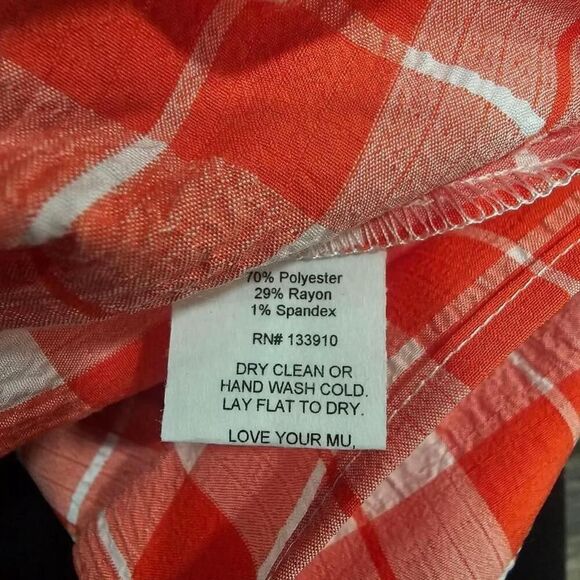 70% Polyester
29% Rayon
1% Spandex
RN# 133910
DRY CLEAN OR
HAND WASH COLD.
LAY FLAT TO DRY.
LOVE YOUR MU,